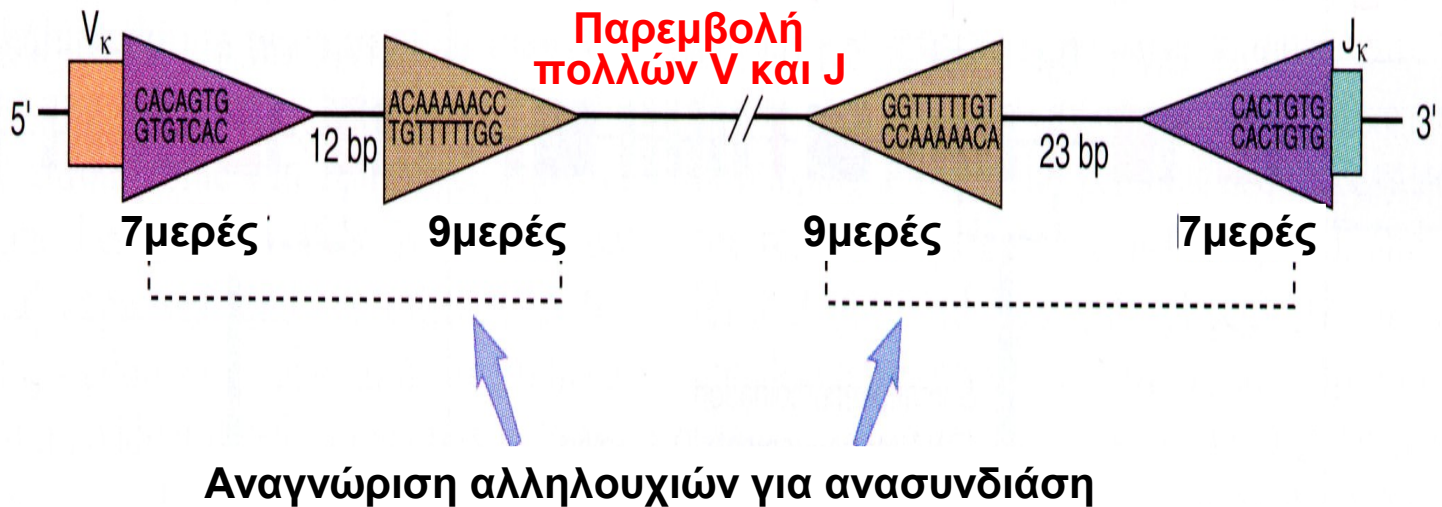 Παρεμβολή
πολλών V και J
Vκ
Jκ
5'
CACAGTG
GTGTCAC
12 bp
ACAAAAACC
TGTTTTTGG
GGTTTTTGT
CCAAAAACA
23 bp
CACTGTG
CACTGTG
3'
7μερές
9μερές
9μερές
7μερές
Αναγνώριση αλληλουχιών για ανασυνδιάση